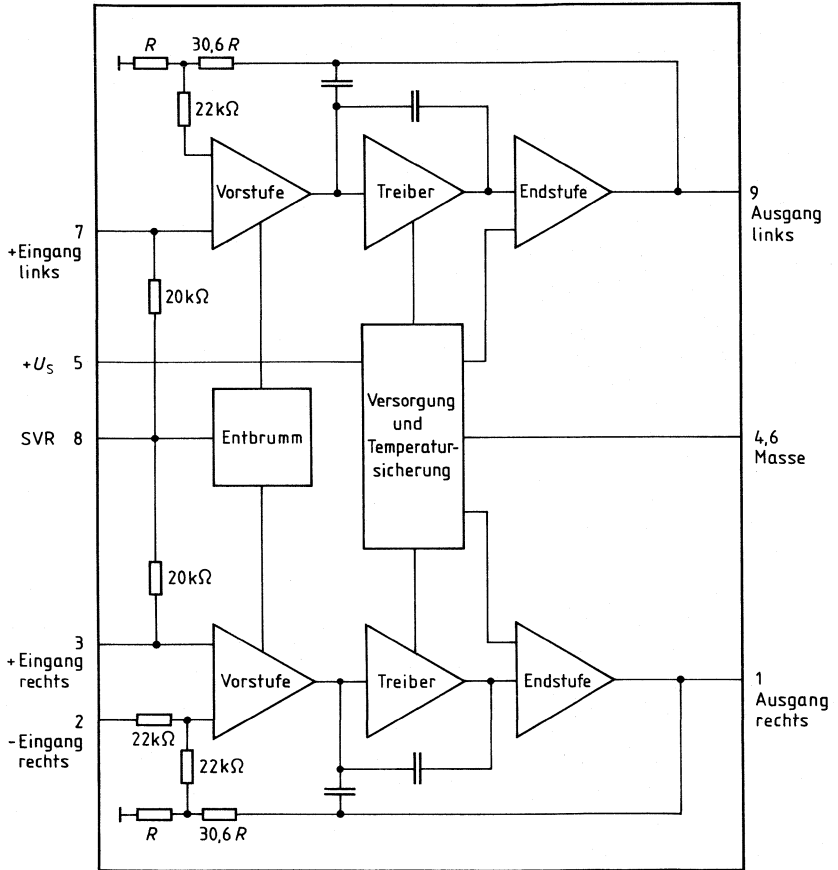 R
30,6 R
22kΩ
Vorstufe
Treiber
Endstufe
9
Ausgang
links
7
+Eingang
links
20kΩ
+US 5
Versorgung
und
Temperatur-
sicherung
SVR 8
Entbrumm
4,6
Masse
20kΩ
3
+Eingang
rechts
Vorstufe
Treiber
Endstufe
1
Ausgang
rechts
2
-Eingang
rechts
22kΩ
22kΩ
R
30,6 R